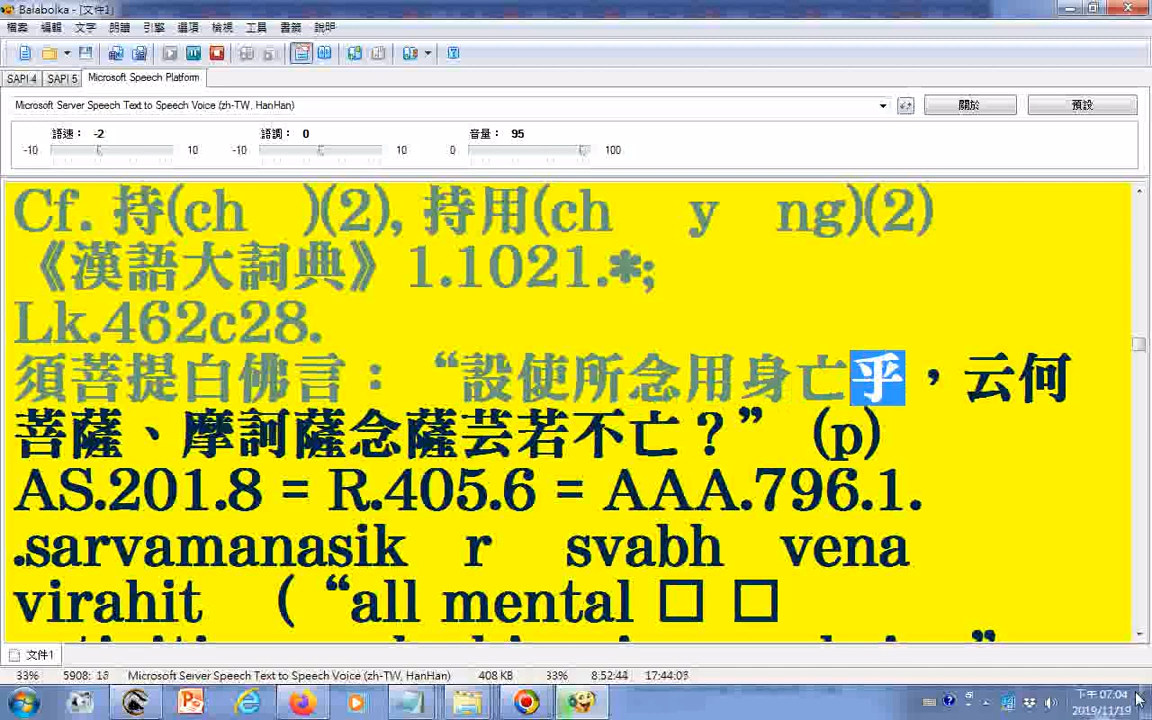 Balabolka - [文件1]
檔案 編輯 文字 朗讀 引擎 選項 檢視 工具 書籤 說明
SAPI 4 SAPI 5 Microsoft Speech Platform
Microsoft Server Speech Text to Speech Voice (zh-TW, HanHan) 關於 預設
語速： -2 語調： 0 音量： 95
-10 10 -10 10 0 100
Cf. 持(ch )(2), 持用(ch y ng)(2)
《漢語大詞典》 1.1021.*;
Lk.462c28.
須菩提白佛言：“設使所念用身亡乎，云何
菩薩、摩訶薩念薩芸若不亡？” (p)
AS.201.8 = R.405.6 = AAA.796.1.
.sarvamanasik r svabh vena
virahit (“all mental □ □
文件1
33% 5908: 13 Microsoft Server Speech Text to Speech Voice (zh-TW, HanHan) 408 KB 33% 8:52:44 17:44:03
下午 07:04
2019/11/19